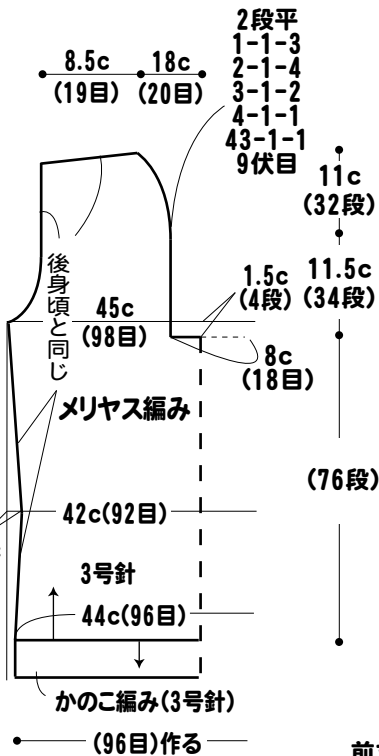 8.5c
(19目)
18c
(20目)
2段平
1-1-3
2-1-4
3-1-2
4-1-1
43-1-1
9伏目
11c
(32段)
11.5c
(34段)
1.5c
(4段)
後身頃と同じ
45c
(98目)
8c
(18目)
メリヤス編み
(76段)
42c(92目)
3号針
44c(96目)
かのこ編み(3号針)
(96目)作る